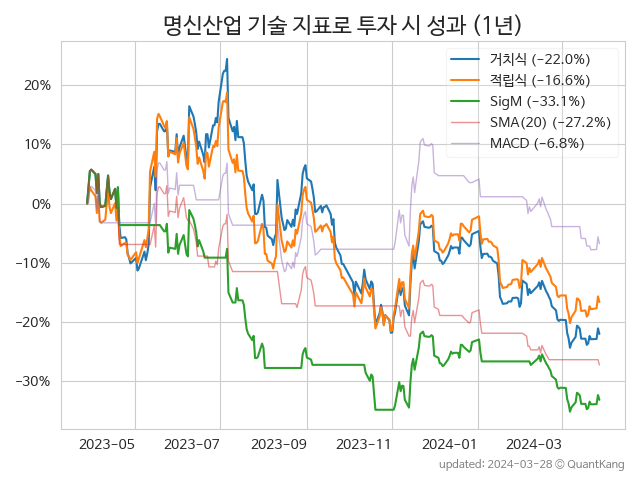 명신산업 기술 지표로 투자 시 성과 (1년)
거치식 (−22.0%)
적립식 (−16.6%)
SigM (−33.1%)
SMA(20) (−27.2%)
MACD (−6.8%)
20%
10%
0%
−10%
−20%
−30%
2023-05 2023-07 2023-09 2023-11 2024-01 2024-03
updated: 2024-03-28 © QuantKang